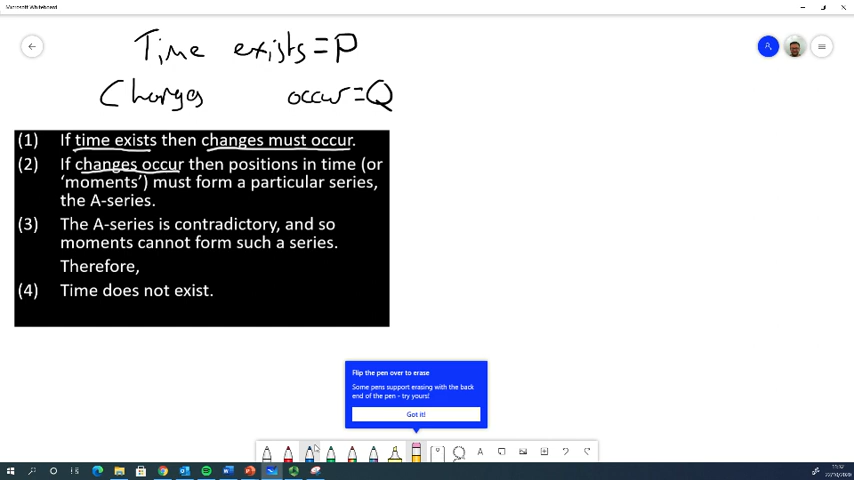 Microsoft Whiteboard
Time exists = P
Changes occur = Q
(1) If time exists then changes must occur.
(2) If changes occur then positions in time (or
‘moments’) must form a particular series,
the A-series.
(3) The A-series is contradictory, and so
moments cannot form such a series.
Therefore,
(4) Time does not exist.
Flip the pen over to erase
Some pens support erasing with the back
end of the pen - try yours!
Got it!